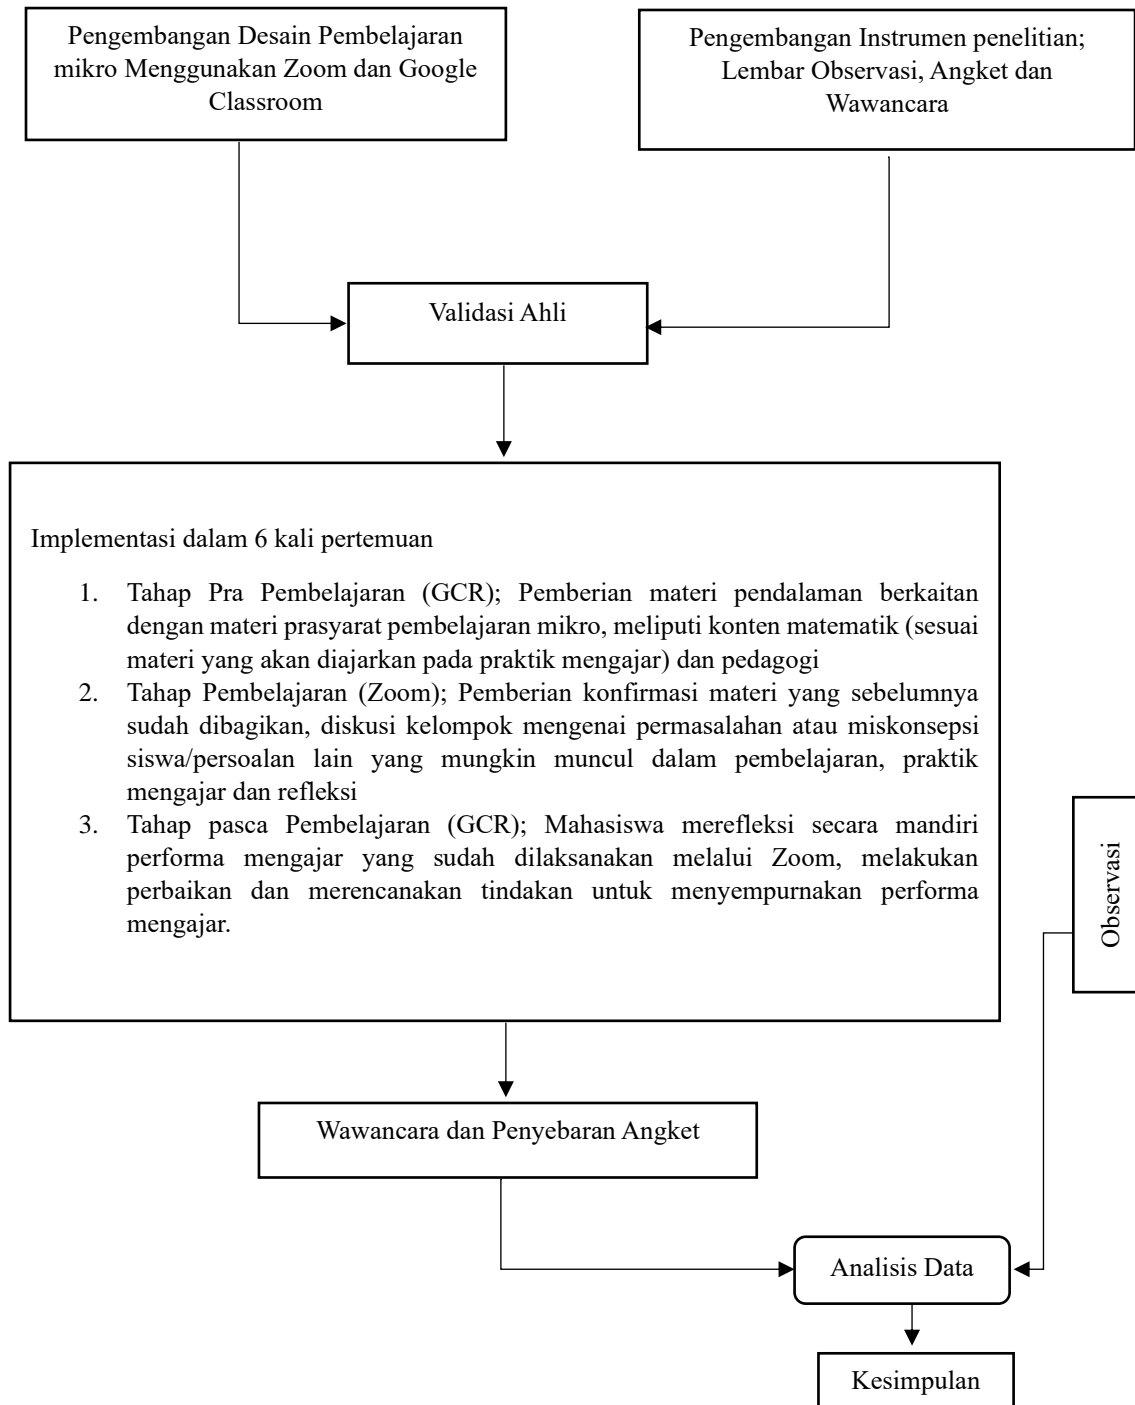 Pengembangan Desain Pembelajaran
mikro Menggunakan Zoom dan Google
Classroom
Pengembangan Instrumen penelitian;
Lembar Observasi, Angket dan
Wawancara
Validasi Ahli
Implementasi dalam 6 kali pertemuan
1. Tahap Pra Pembelajaran (GCR); Pemberian materi pendalaman berkaitan
dengan materi prasyarat pembelajaran mikro, meliputi konten matematik (sesuai
materi yang akan diajarkan pada praktik mengajar) dan pedagogi
2. Tahap Pembelajaran (Zoom); Pemberian konfirmasi materi yang sebelumnya
sudah dibagikan, diskusi kelompok mengenai permasalahan atau miskonsepsi
siswa/persoalan lain yang mungkin muncul dalam pembelajaran, praktik
mengajar dan refleksi
3. Tahap pasca Pembelajaran (GCR); Mahasiswa merefleksi secara mandiri
performa mengajar yang sudah dilaksanakan melalui Zoom, melakukan
perbaikan dan merencanakan tindakan untuk menyempurnakan performa
mengajar.
Observasi
Wawancara dan Penyebaran Angket
Analisis Data
Kesimpulan